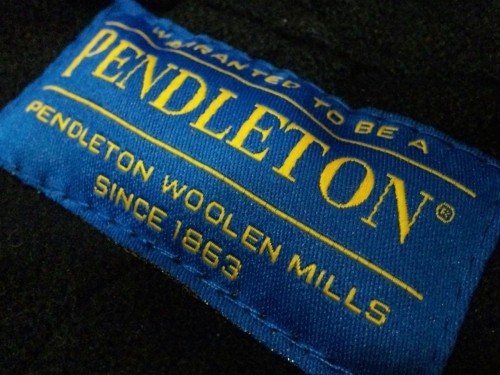 WARRANTED TO BE A
PENDLETON®
PENDLETON WOOLEN MILLS
SINCE 1863